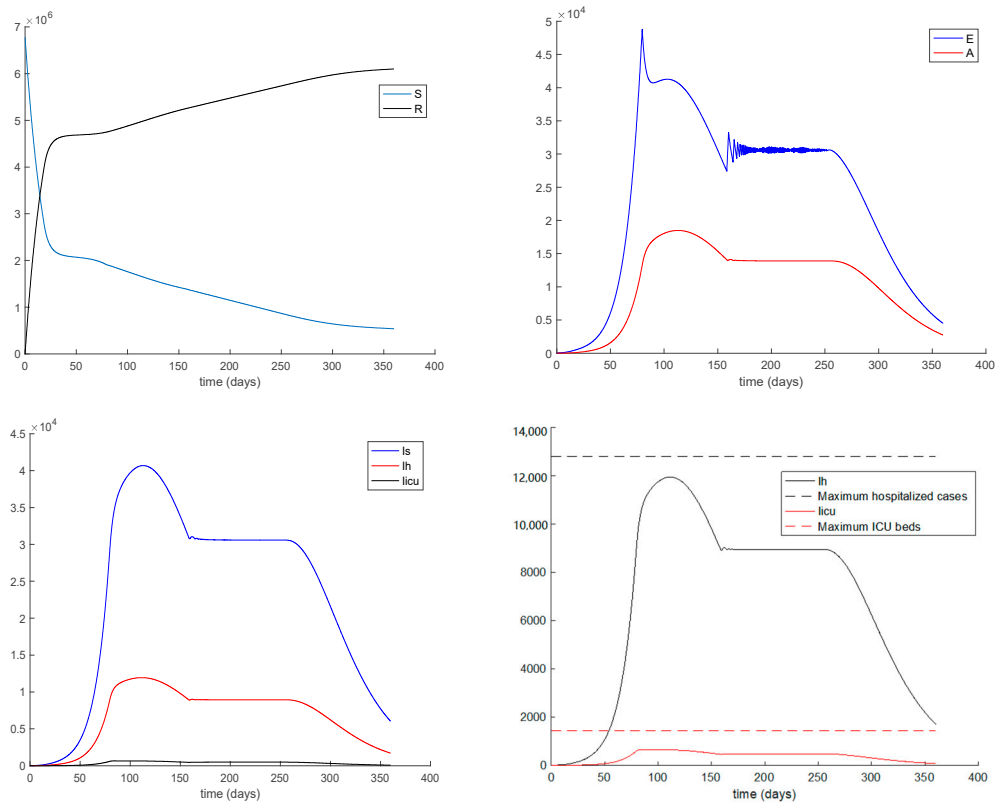 ×10⁶
7
6
5
4
3
2
1
0
0 50 100 150 200 250 300 350 400
time (days)
S
R
×10⁴
5
4.5
4
3.5
3
2.5
2
1.5
1
0.5
0
0 50 100 150 200 250 300 350 400
time (days)
E
A
×10⁴
4.5
4
3.5
3
2.5
2
1.5
1
0.5
0
0 50 100 150 200 250 300 350 400
time (days)
Is
Ih
Iicu
14,000
12,000
10,000
8000
6000
4000
2000
0
0 50 100 150 200 250 300 350 400
time (days)
Ih
Maximum hospitalized cases
Iicu
Maximum ICU beds